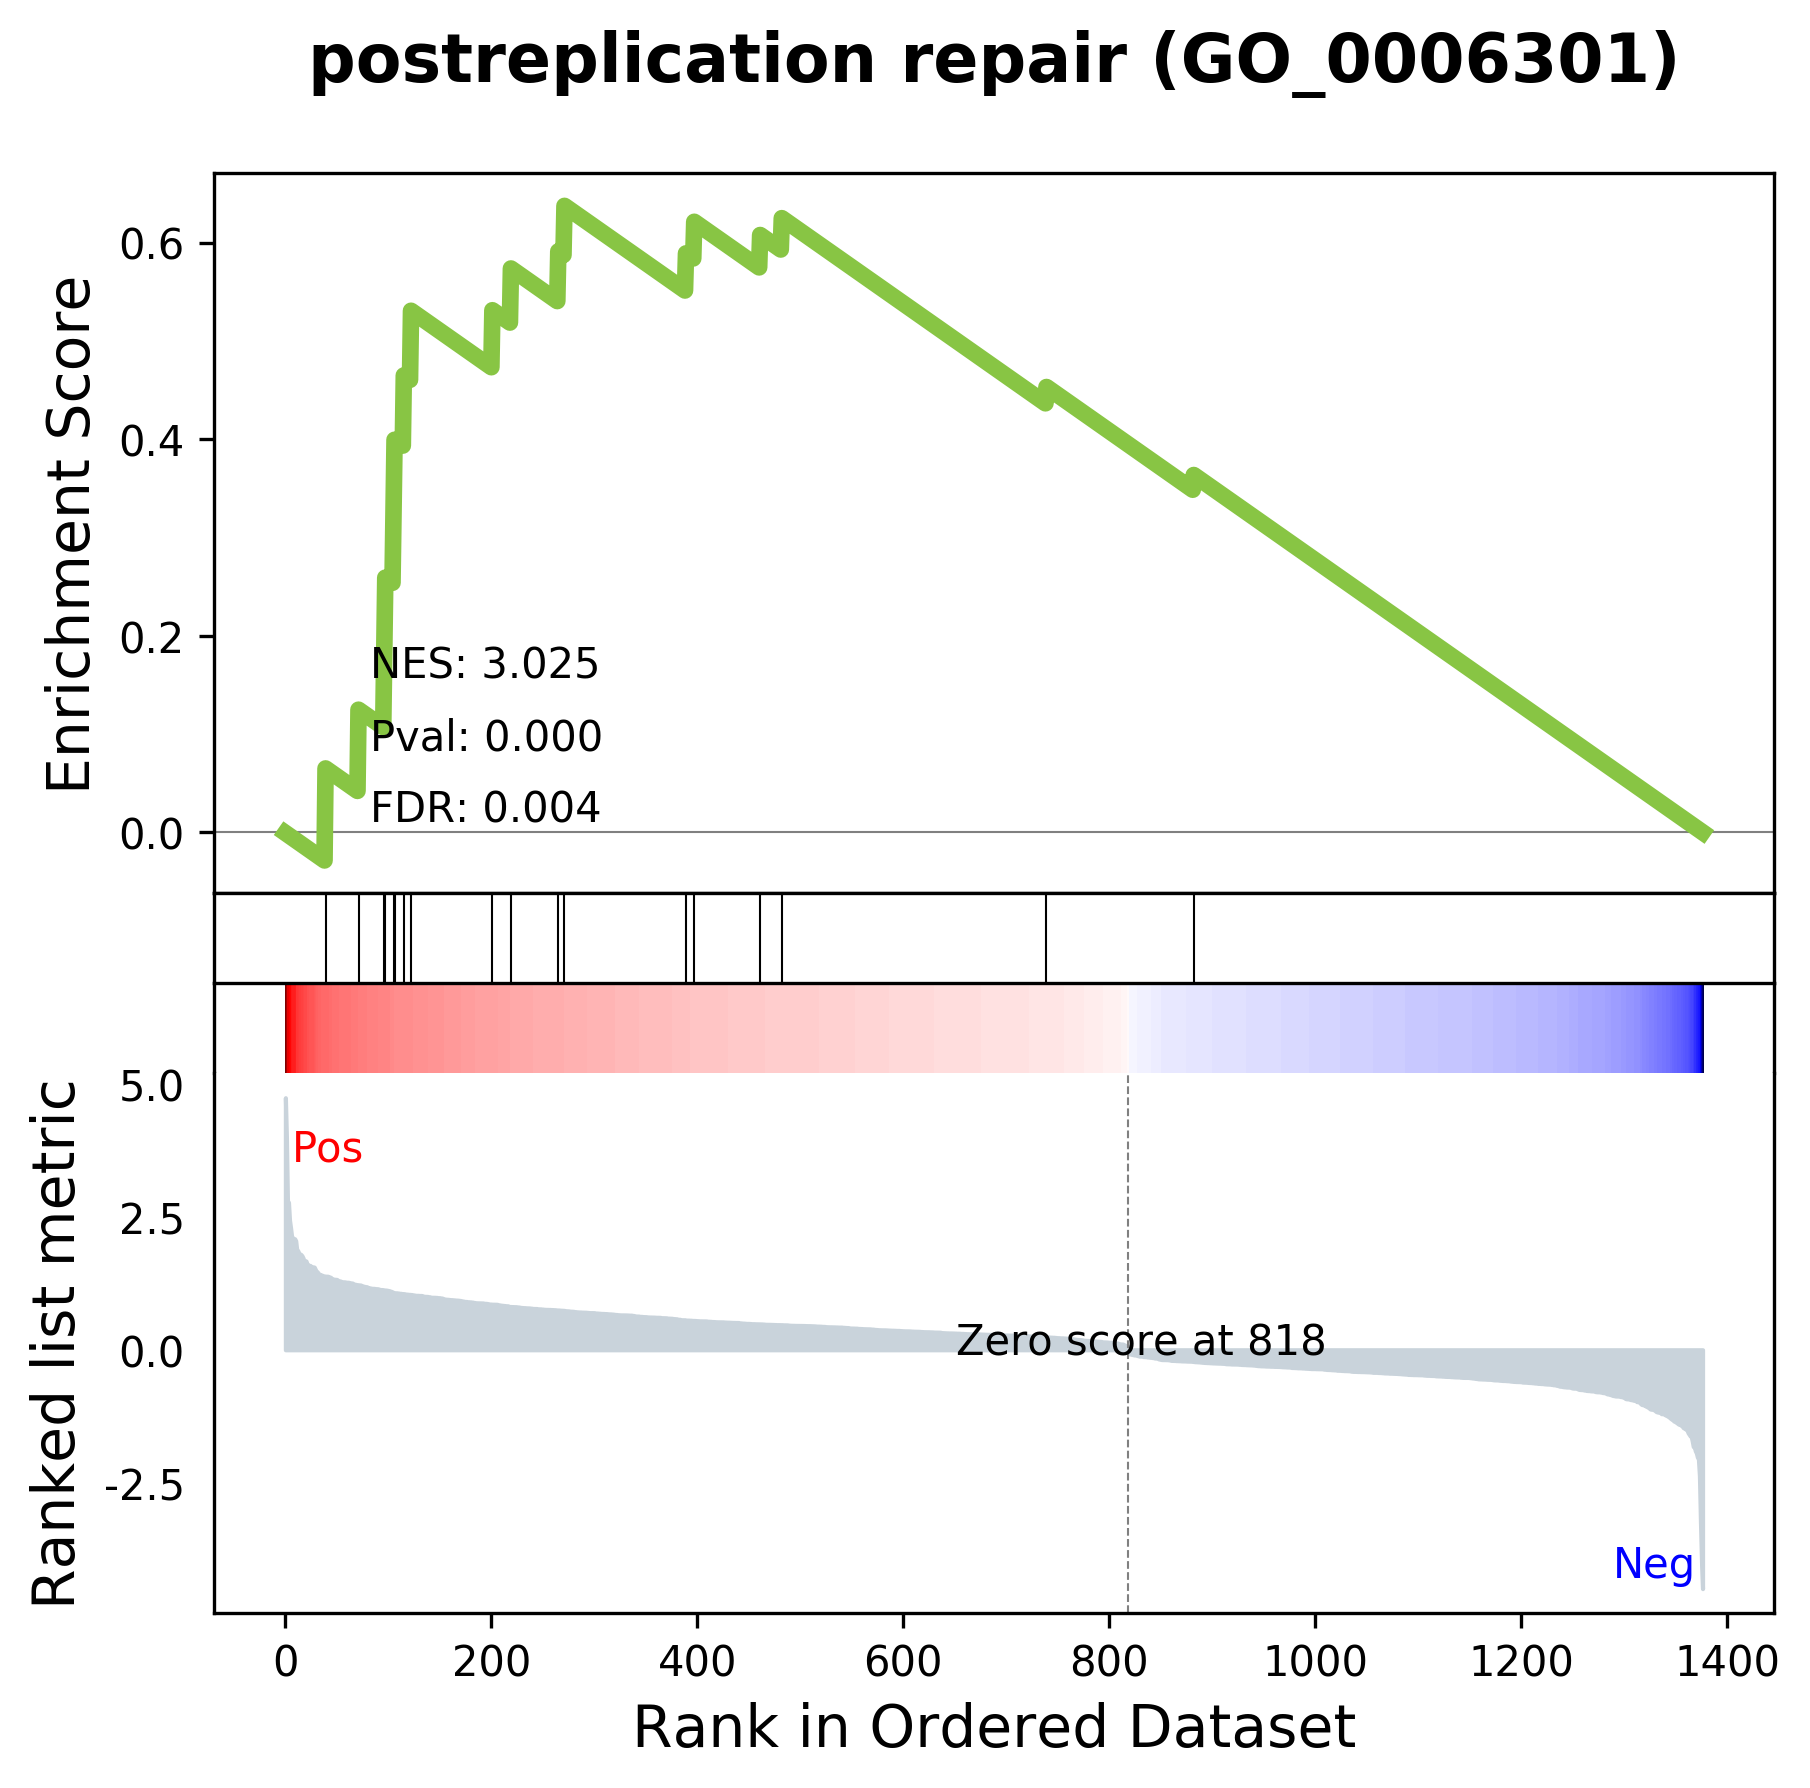 postreplication repair (GO_0006301)
Enrichment Score
0.6
0.4
0.2
0.0
NES: 3.025
Pval: 0.000
FDR: 0.004
Ranked list metric
5.0
2.5
0.0
-2.5
Pos
Zero score at 818
Neg
0 200 400 600 800 1000 1200 1400
Rank in Ordered Dataset